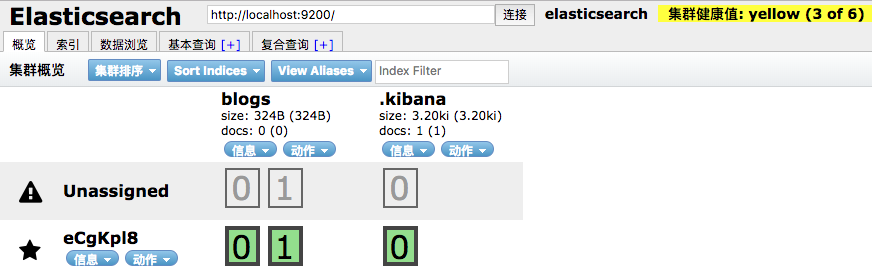 Elasticsearch http://localhost:9200/ 连接 elasticsearch 集群健康值: yellow (3 of 6)
概览 索引 数据浏览 基本查询 [+] 复合查询 [+]
集群概览 集群排序 Sort Indices View Aliases Index Filter
blogs .kibana
size: 324B (324B) size: 3.20ki (3.20ki)
docs: 0 (0) docs: 1 (1)
信息 动作 信息 动作
Unassigned 0 1 0
eCgKpl8 0 1 0
信息 动作